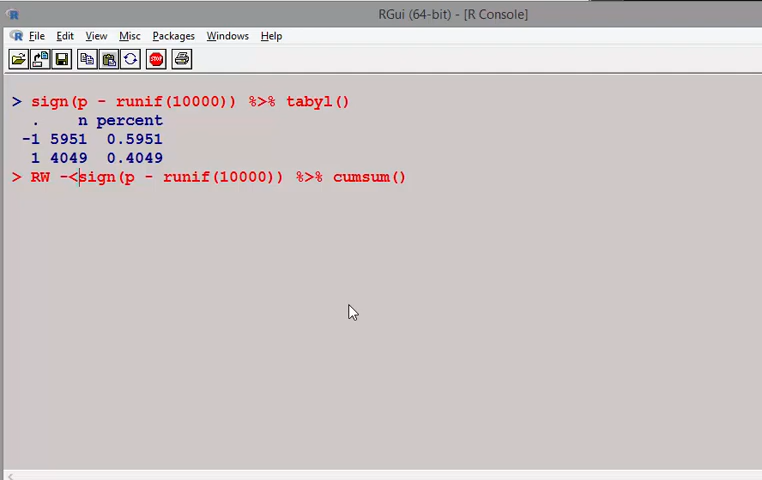 RGui (64-bit) - [R Console]
R File Edit View Misc Packages Windows Help
STOP
> sign(p - runif(10000)) %>% tabyl()
. n percent
-1 5951 0.5951
1 4049 0.4049
> RW -<sign(p - runif(10000)) %>% cumsum()